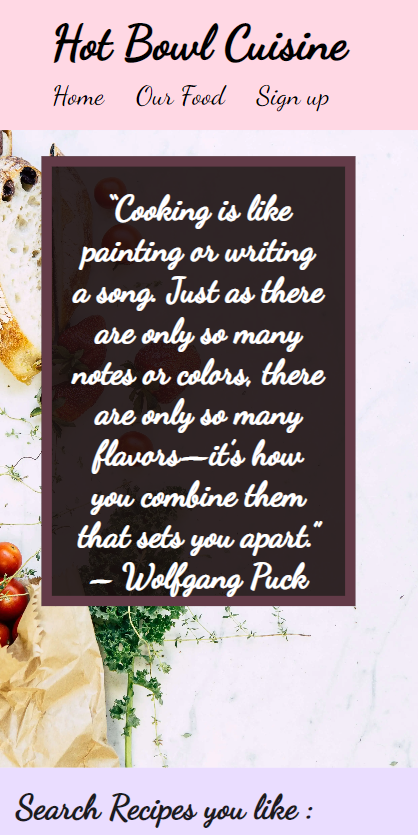 Hot Bowl Cuisine
Home Our Food Sign up
“Cooking is like
painting or writing
a song. Just as there
are only so many
notes or colors, there
are only so many
flavors—it’s how
you combine them
that sets you apart.”
— Wolfgang Puck
Search Recipes you like :